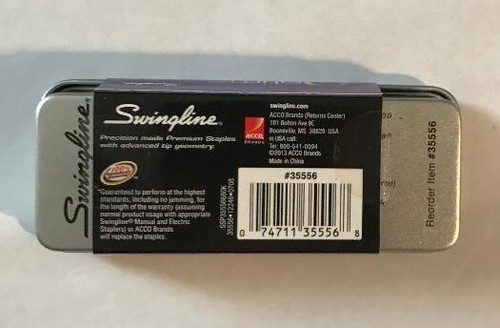 Swingline®
Swingline®
Precision made Premium Staples
with advanced tip geometry.
100%
Guaranteed to perform at the highest
standards, including no jamming, for
the length of the warranty (assuming
normal product usage with appropriate
Swingline® Manual and Electric
Staplers) or ACCO Brands
will replace the staples.
ACCO
BRANDS
swingline.com
ACCO Brands (Returns Center)
101 Bolton Ave 9E
Booneville, MS 38829 USA
in USA call:
Tel: 800-541-0094
©2013 ACCO Brands
Made in China
#35556
0 74711 35556 8
Reorder Item #35556